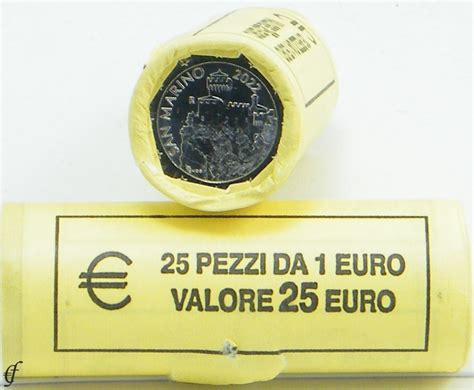 SAN MARINO 2022
R
€ 25 PEZZI DA 1 EURO
VALORE 25 EURO